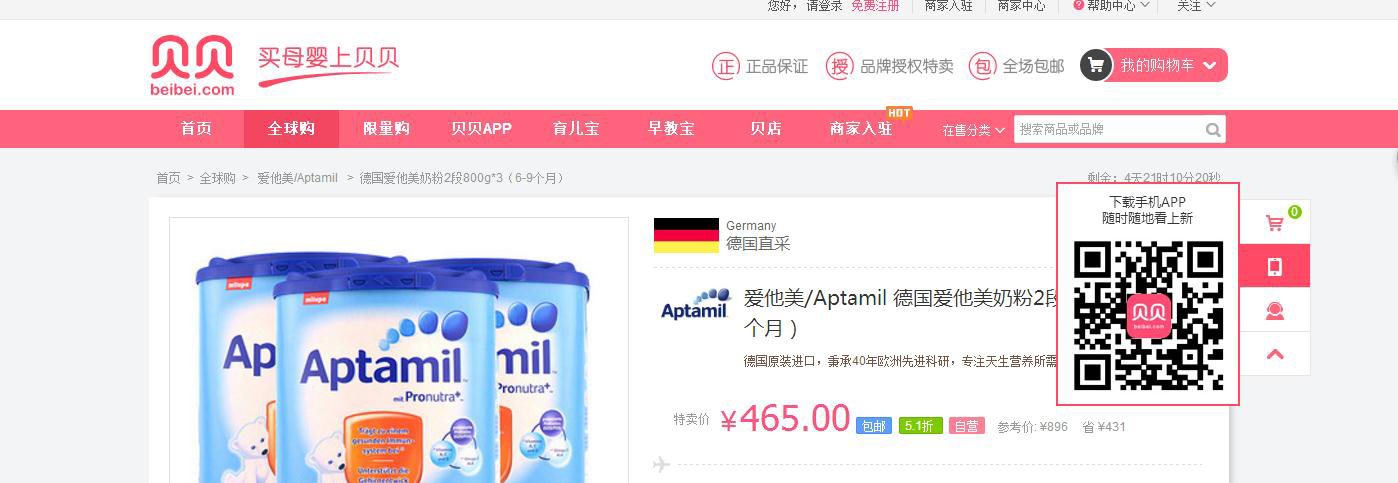 您好，请登录 免费注册 商家入驻 商家中心 ? 帮助中心 关注
贝贝
beibei.com
买母婴上贝贝
正 正品保证 授 品牌授权特卖 包 全场包邮 我的购物车
HOT
首页 全球购 限量购 贝贝APP 育儿宝 早教宝 贝店 商家入驻 在售分类 搜索商品或品牌
首页 > 全球购 > 爱他美/Aptamil > 德国爱他美奶粉2段800g*3（6-9个月）
剩余：4天21时10分20秒
下载手机APP
随时随地看上新
贝贝
beibei.com
0
Germany
德国直采
Aptamil
爱他美/Aptamil 德国爱他美奶粉2段
个月）
德国原装进口，秉承40年欧洲先进科研，专注天生营养所需
特卖价 ¥465.00 包邮 5.1折 自营 参考价: ¥896 省 ¥431
milupa
milupa
Ap
Aptamil
mil
mit Pronutra+
nutra+
Trägt zu einem
gesunden Immun-
system bei*
Unterstützt die